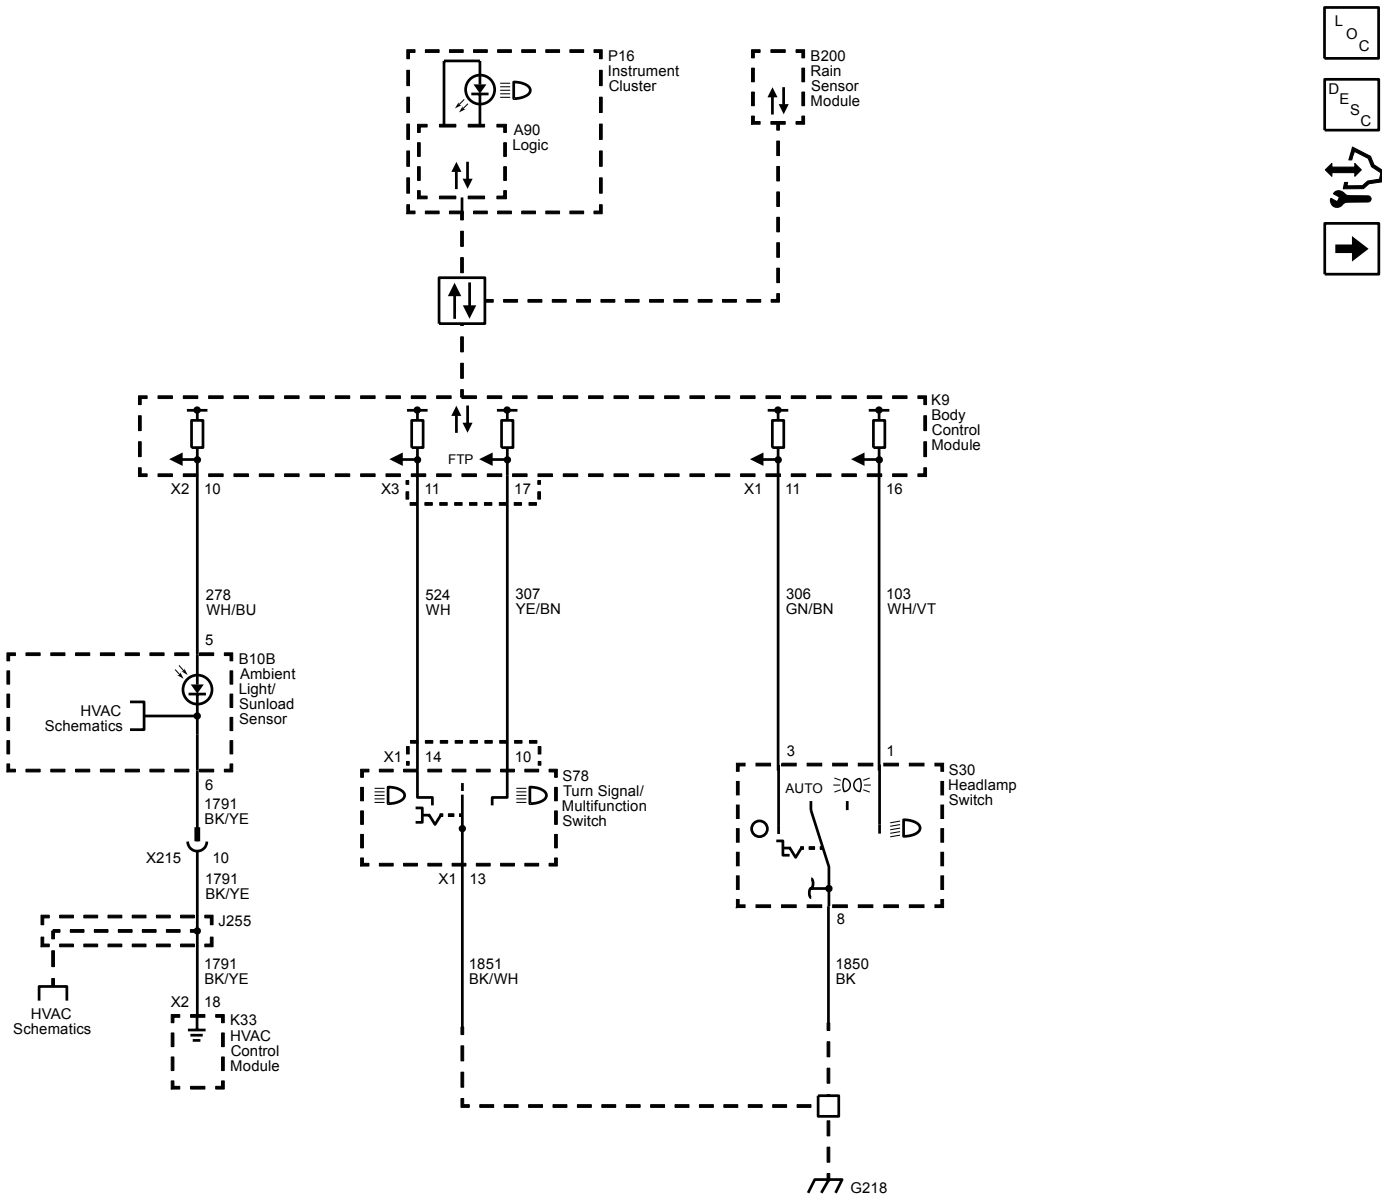 LOC
P16
Instrument
Cluster
B200
Rain
Sensor
Module
DESC
A90
Logic
K9
Body
Control
Module
FTP
X2 10
X3 11
17
X1 11
16
278
WH/BU
524
WH
307
YE/BN
306
GN/BN
103
WH/VT
5
B10B
Ambient
Light/
Sunload
Sensor
HVAC
Schematics
X1 14
10
3
1
S78
Turn Signal/
Multifunction
Switch
AUTO
S30
Headlamp
Switch
6
1791
BK/YE
X215 10
1791
BK/YE
X1 13
8
J255
1791
BK/YE
1851
BK/WH
1850
BK
X2 18
HVAC
Schematics
K33
HVAC
Control
Module
G218